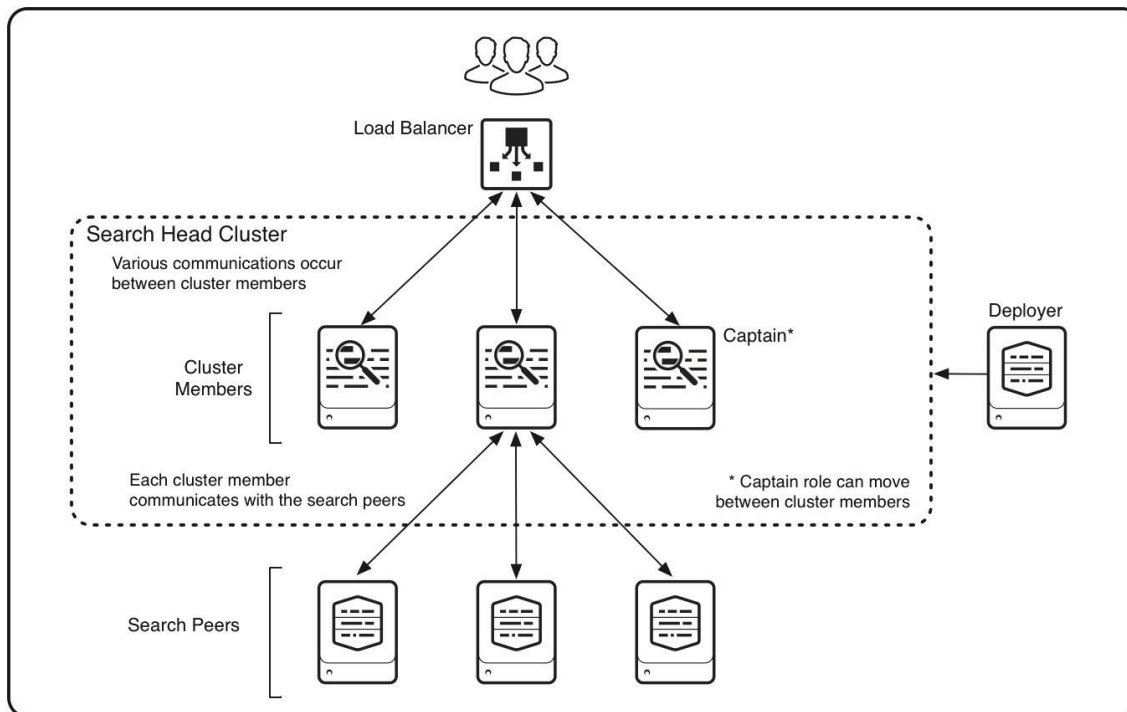 Load Balancer
Search Head Cluster
Various communications occur
between cluster members
Deployer
Captain*
Cluster
Members
Each cluster member
communicates with the search peers
* Captain role can move
between cluster members
Search Peers